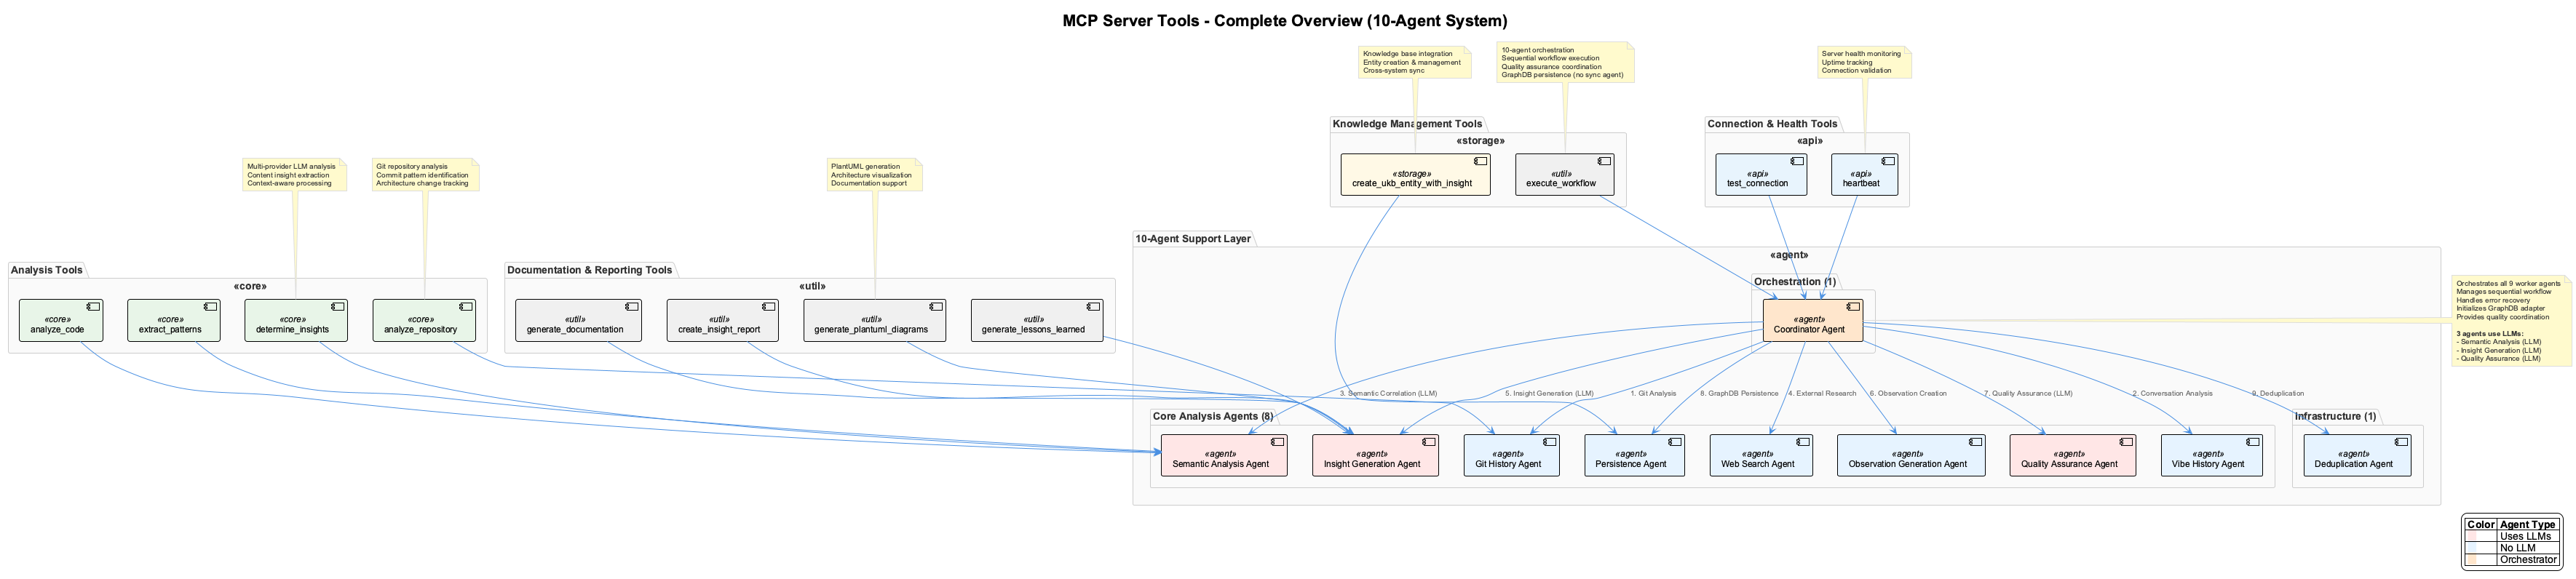 MCP Server Tools - Complete Overview (10-Agent System)
Knowledge base integration
Entity creation & management
Cross-system sync
10-agent orchestration
Sequential workflow execution
Quality assurance coordination
GraphDB persistence (no sync agent)
Server health monitoring
Uptime tracking
Connection validation
Knowledge Management Tools
«storage»
«storage»
create_ukb_entity_with_insight
«util»
execute_workflow
Connection & Health Tools
«api»
«api»
test_connection
«api»
heartbeat
Multi-provider LLM analysis
Content insight extraction
Context-aware processing
Git repository analysis
Commit pattern identification
Architecture change tracking
PlantUML generation
Architecture visualization
Documentation support
Analysis Tools
«core»
«core»
analyze_code
«core»
extract_patterns
«core»
determine_insights
«core»
analyze_repository
Documentation & Reporting Tools
«util»
«util»
generate_documentation
«util»
create_insight_report
«util»
generate_plantuml_diagrams
«util»
generate_lessons_learned
10-Agent Support Layer
«agent»
Orchestration (1)
«agent»
Coordinator Agent
Orchestrates all 9 worker agents
Manages sequential workflow
Handles error recovery
Initializes GraphDB adapter
Provides quality coordination
3 agents use LLMs:
- Semantic Analysis (LLM)
- Insight Generation (LLM)
- Quality Assurance (LLM)
3. Semantic Correlation (LLM)
5. Insight Generation (LLM)
1. Git Analysis
8. GraphDB Persistence
4. External Research
6. Observation Creation
7. Quality Assurance (LLM)
2. Conversation Analysis
9. Deduplication
Core Analysis Agents (8)
«agent»
Semantic Analysis Agent
«agent»
Insight Generation Agent
«agent»
Git History Agent
«agent»
Persistence Agent
«agent»
Web Search Agent
«agent»
Observation Generation Agent
«agent»
Quality Assurance Agent
«agent»
Vibe History Agent
Infrastructure (1)
«agent»
Deduplication Agent
Color Agent Type
Uses LLMs
No LLM
Orchestrator